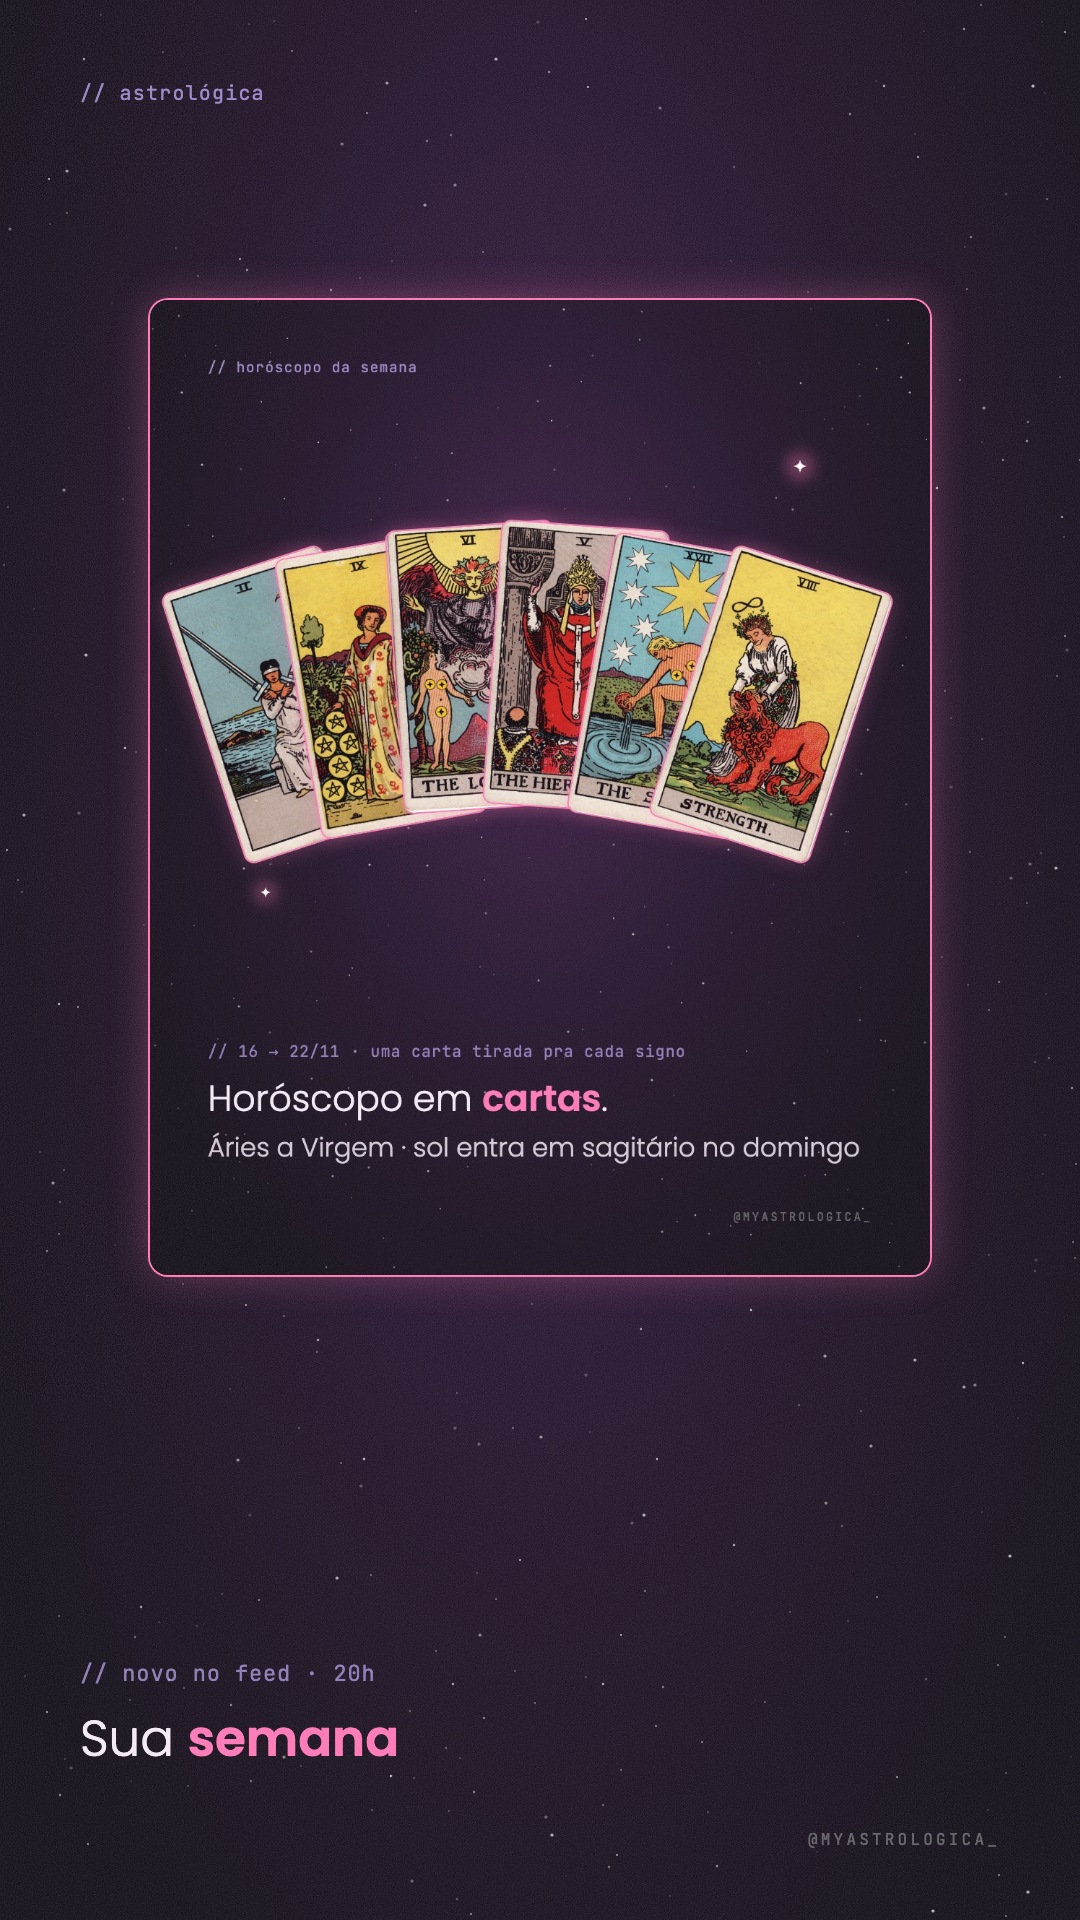 // astrológica
// horóscopo da semana
II
IX
VI
V
XVII
VIII
THE LO
THE HIER
THE S
STRENGTH.
// 16 → 22/11 · uma carta tirada pra cada signo
Horóscopo em cartas.
Áries a Virgem · sol entra em sagitário no domingo
@MYASTROLOGICA_
// novo no feed · 20h
Sua semana
@MYASTROLOGICA_